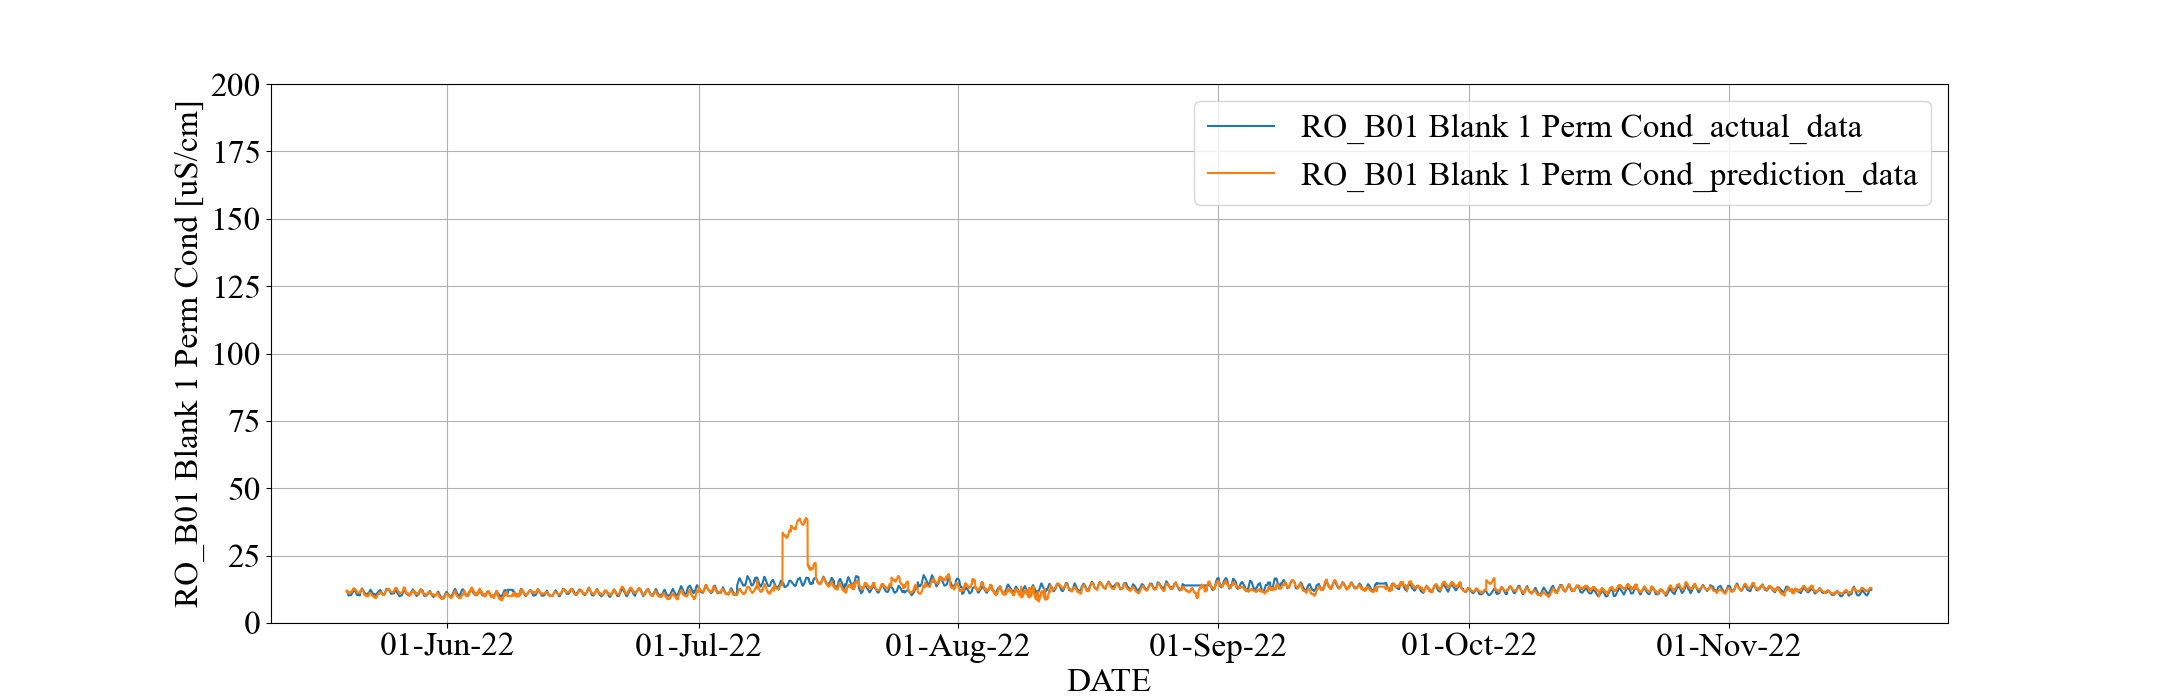 RO_B01 Blank 1 Perm Cond [uS/cm]
200
175
150
125
100
75
50
25
0
RO_B01 Blank 1 Perm Cond_actual_data
RO_B01 Blank 1 Perm Cond_prediction_data
01-Jun-22 01-Jul-22 01-Aug-22 01-Sep-22 01-Oct-22 01-Nov-22
DATE